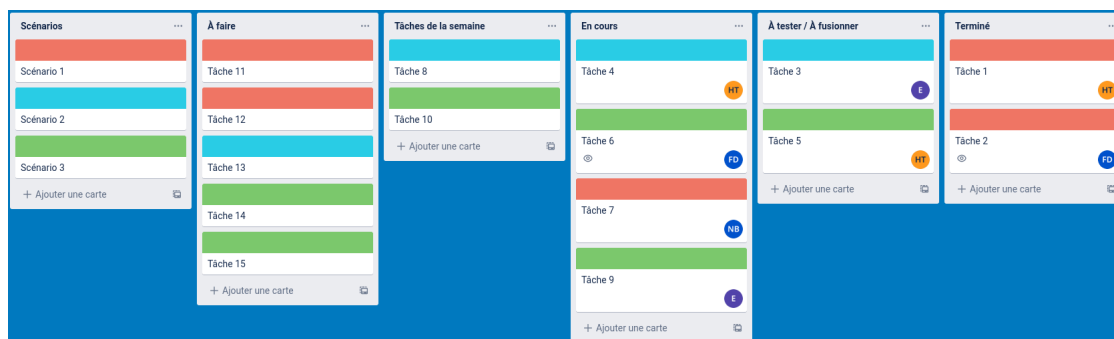 Scénarios
Scénario 1
Scénario 2
Scénario 3
+ Ajouter une carte
À faire
Tâche 11
Tâche 12
Tâche 13
Tâche 14
Tâche 15
+ Ajouter une carte
Tâches de la semaine
Tâche 8
Tâche 10
+ Ajouter une carte
En cours
Tâche 4
HT
Tâche 6
FD
Tâche 7
NB
Tâche 9
E
+ Ajouter une carte
À tester / À fusionner
Tâche 3
E
Tâche 5
HT
+ Ajouter une carte
Terminé
Tâche 1
HT
Tâche 2
FD
+ Ajouter une carte